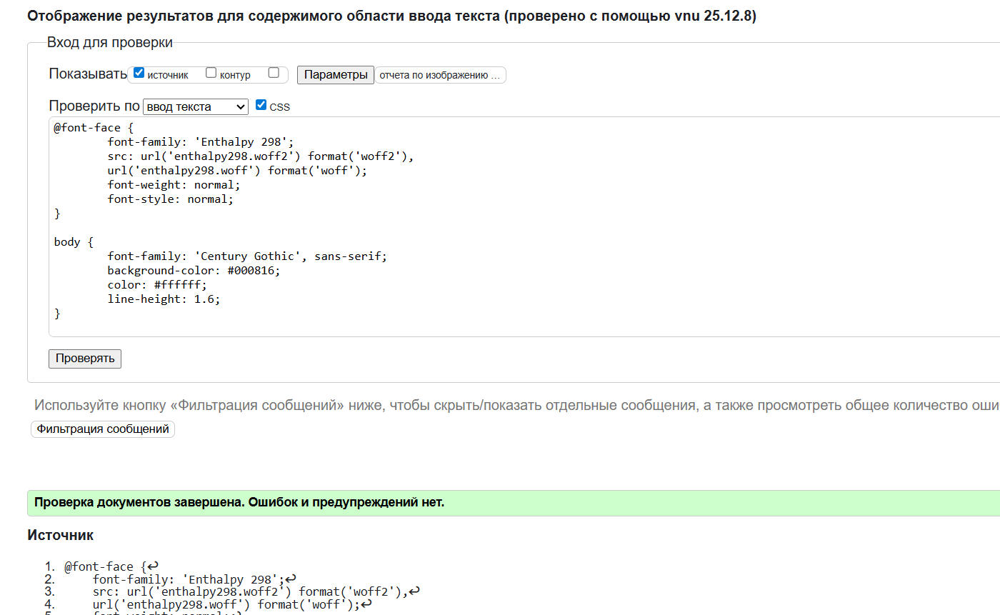 Отображение результатов для содержимого области ввода текста (проверено с помощью vnu 25.12.8)
Вход для проверки
Показывать источник контур Параметры отчета по изображению ...
Проверить по ввод текста CSS
@font-face {
font-family: 'Enthalpy 298';
src: url('enthalpy298.woff2') format('woff2'),
url('enthalpy298.woff') format('woff');
font-weight: normal;
font-style: normal;
}
body {
font-family: 'Century Gothic', sans-serif;
background-color: #000816;
color: #ffffff;
line-height: 1.6;
}
Проверять
Используйте кнопку «Фильтрация сообщений» ниже, чтобы скрыть/показать отдельные сообщения, а также просмотреть общее количество оши
Фильтрация сообщений
Проверка документов завершена. Ошибок и предупреждений нет.
Источник
1. @font-face {↩
2. font-family: 'Enthalpy 298';↩
3. src: url('enthalpy298.woff2') format('woff2'),↩
4. url('enthalpy298.woff') format('woff');↩